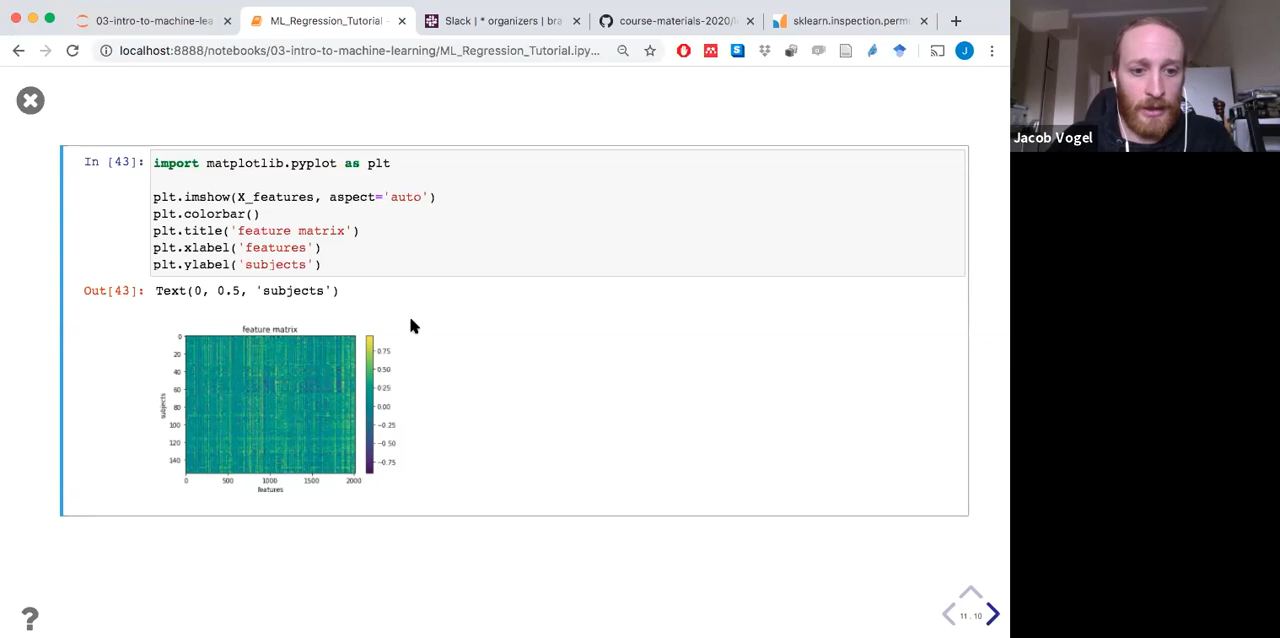 03-intro-to-machine-lea
ML_Regression_Tutorial -
Slack | * organizers | bra
course-materials-2020/
sklearn.inspection.perm
localhost:8888/notebooks/03-intro-to-machine-learning/ML_Regression_Tutorial.ipy...
S
J
Jacob Vogel
In [43]:
import matplotlib.pyplot as plt
plt.imshow(X_features, aspect='auto')
plt.colorbar()
plt.title('feature matrix')
plt.xlabel('features')
plt.ylabel('subjects')
Out[43]: Text(0, 0.5, 'subjects')
feature matrix
0
20
40
60
80
100
120
140
subjects
0 500 1000 1500 2000
features
0.75
0.50
0.25
0.00
−0.25
−0.50
−0.75
11 . 10
?